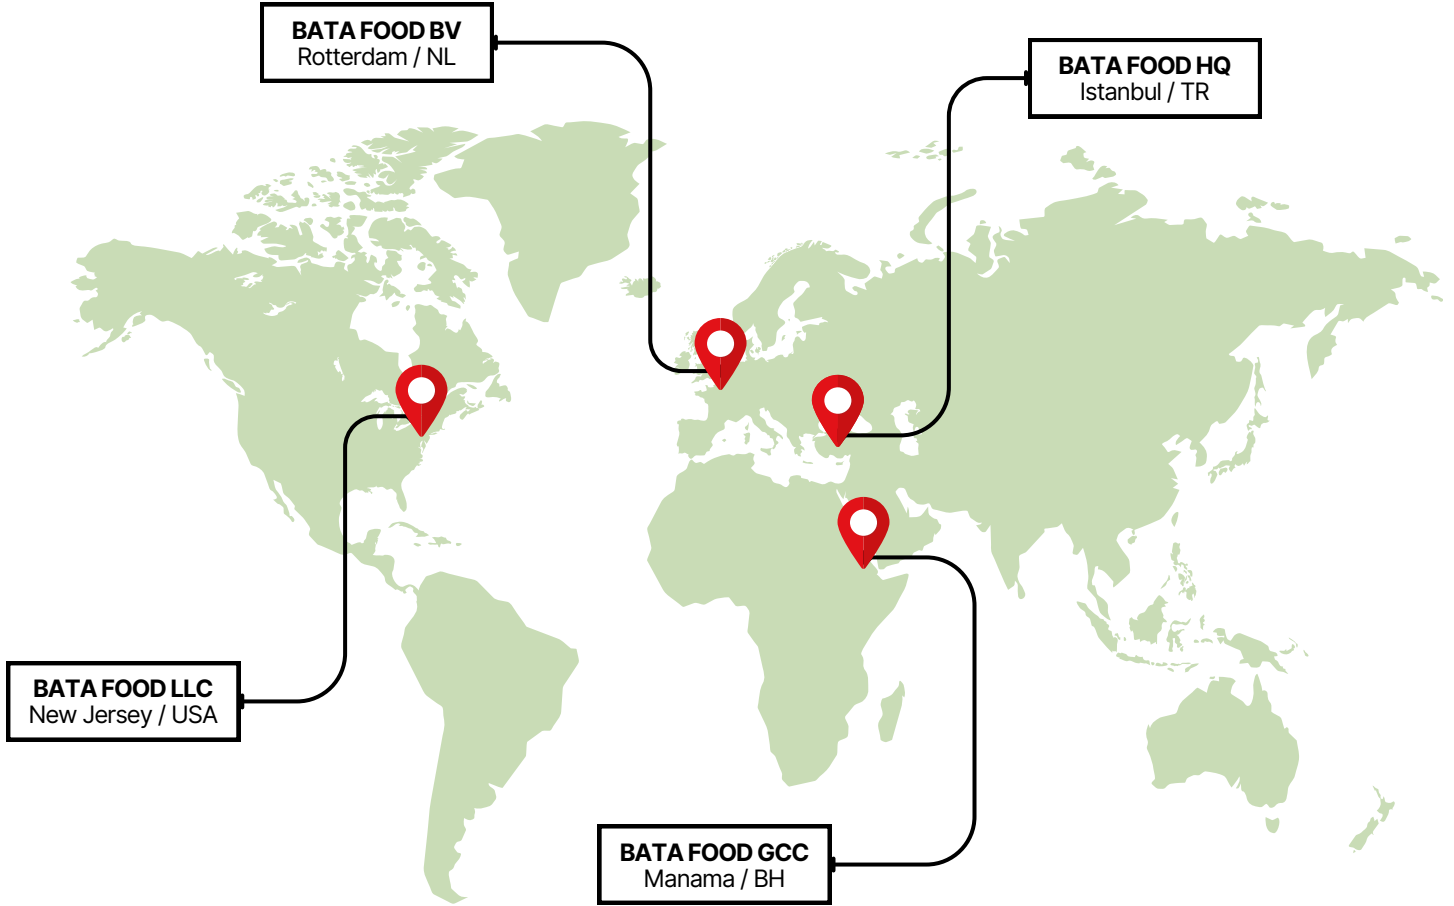 BATA FOOD BV
Rotterdam / NL
BATA FOOD HQ
Istanbul / TR
BATA FOOD LLC
New Jersey / USA
BATA FOOD GCC
Manama / BH